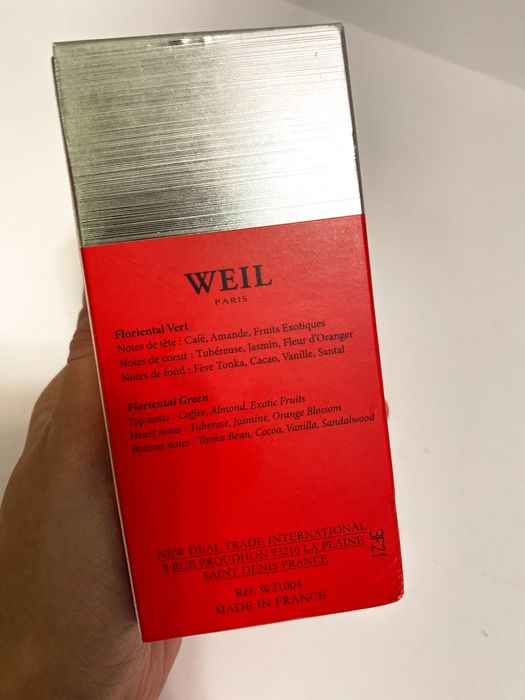 WEIL
PARIS
Floriental Vert
Notes de tête : Café, Amande, Fruits Exotiques
Notes de coeur : Tubéreuse, Jasmin, Fleur d'Oranger
Notes de fond : Fève Tonka, Cacao, Vanille, Santal
Floriental Green
Top notes : Coffee, Almond, Exotic Fruits
Heart notes : Tuberose, Jasmine, Orange Blossom
Bottom notes : Tonka Bean, Cocoa, Vanilla, Sandalwood
NEW DEAL TRADE INTERNATIONAL
8 RUE PROUDHON 93210 LA PLAINE
SAINT DENIS FRANCE
Ref. W21004
MADE IN FRANCE
3F21